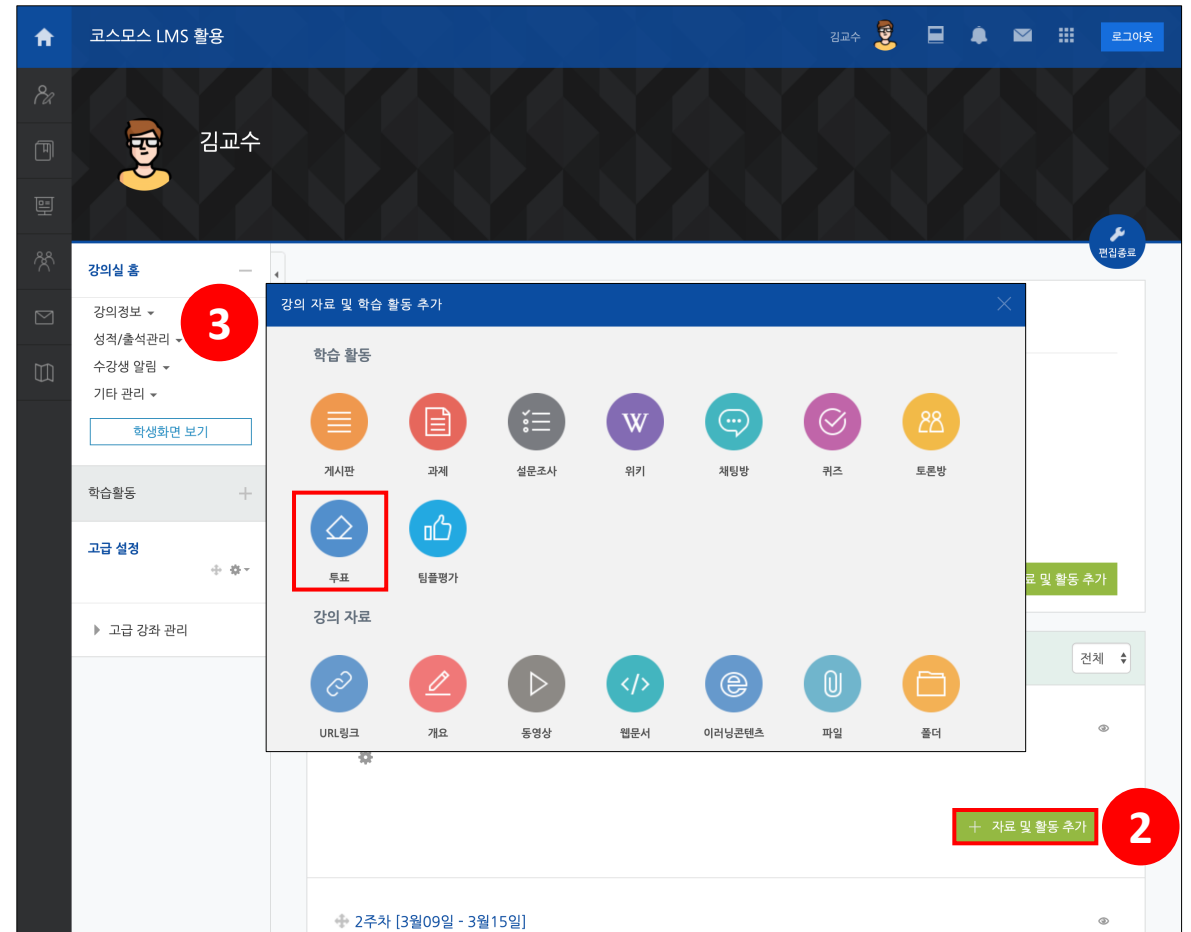 코스모스 LMS 활용
김교수
로그아웃
김교수
편집종료
강의실 홈
강의정보
성적/출석관리
수강생 알림
기타 관리
학생화면 보기
학습활동
고급 설정
고급 강좌 관리
3
강의 자료 및 학습 활동 추가
학습 활동
게시판 과제 설문조사 위키 채팅방 퀴즈 토론방
W
투표 팀플평가
강의 자료
URL링크 개요 동영상 웹문서 이러닝콘텐츠 파일 폴더
료 및 활동 추가
전체
+ 자료 및 활동 추가
2
2주차 [3월09일 - 3월15일]